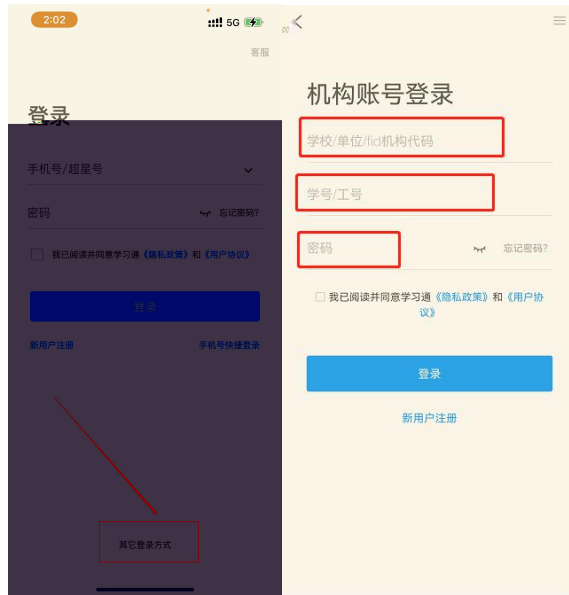 2:02
5G
客服
登录
手机号/超星号
密码
忘记密码?
我已阅读并同意学习通《隐私政策》和《用户协议》
登录
新用户注册
手机号快捷登录
其它登录方式
机构账号登录
学校/单位/fid机构代码
学号/工号
密码
忘记密码?
我已阅读并同意学习通《隐私政策》和《用户协
议》
登录
新用户注册